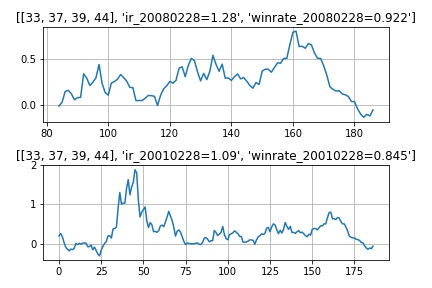 [[33, 37, 39, 44], 'ir_20080228=1.28', 'winrate_20080228=0.922']
0.5
0.0
80 100 120 140 160 180
[[33, 37, 39, 44], 'ir_20010228=1.09', 'winrate_20010228=0.845']
2
1
0
0 25 50 75 100 125 150 175